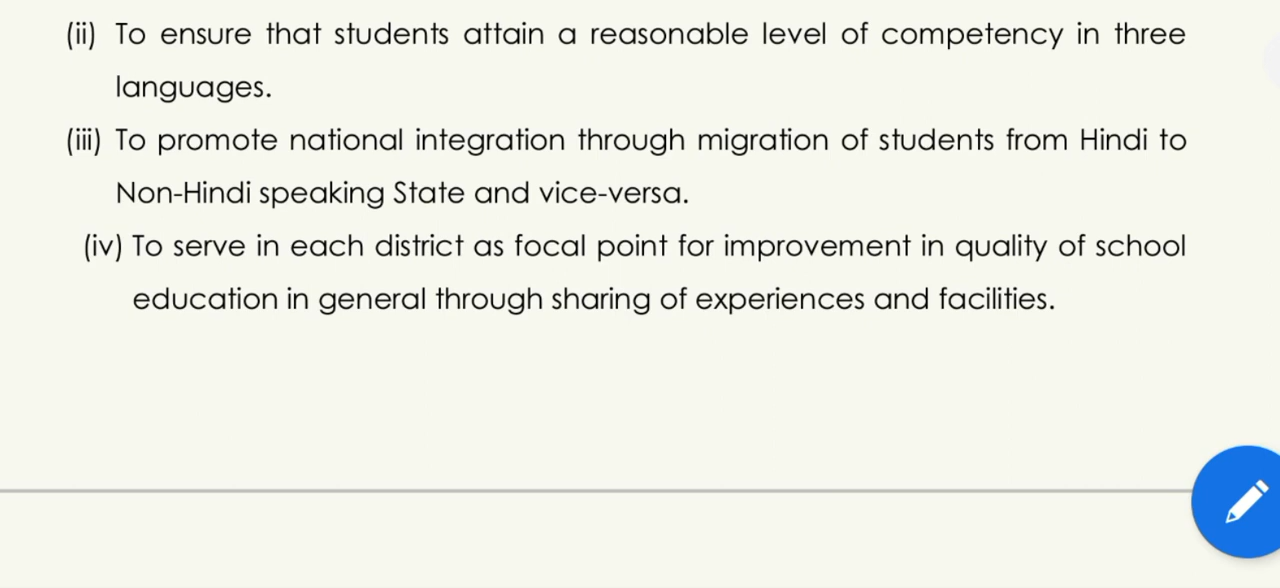 (ii) To ensure that students attain a reasonable level of competency in three
languages.
(iii) To promote national integration through migration of students from Hindi to
Non-Hindi speaking State and vice-versa.
(iv) To serve in each district as focal point for improvement in quality of school
education in general through sharing of experiences and facilities.